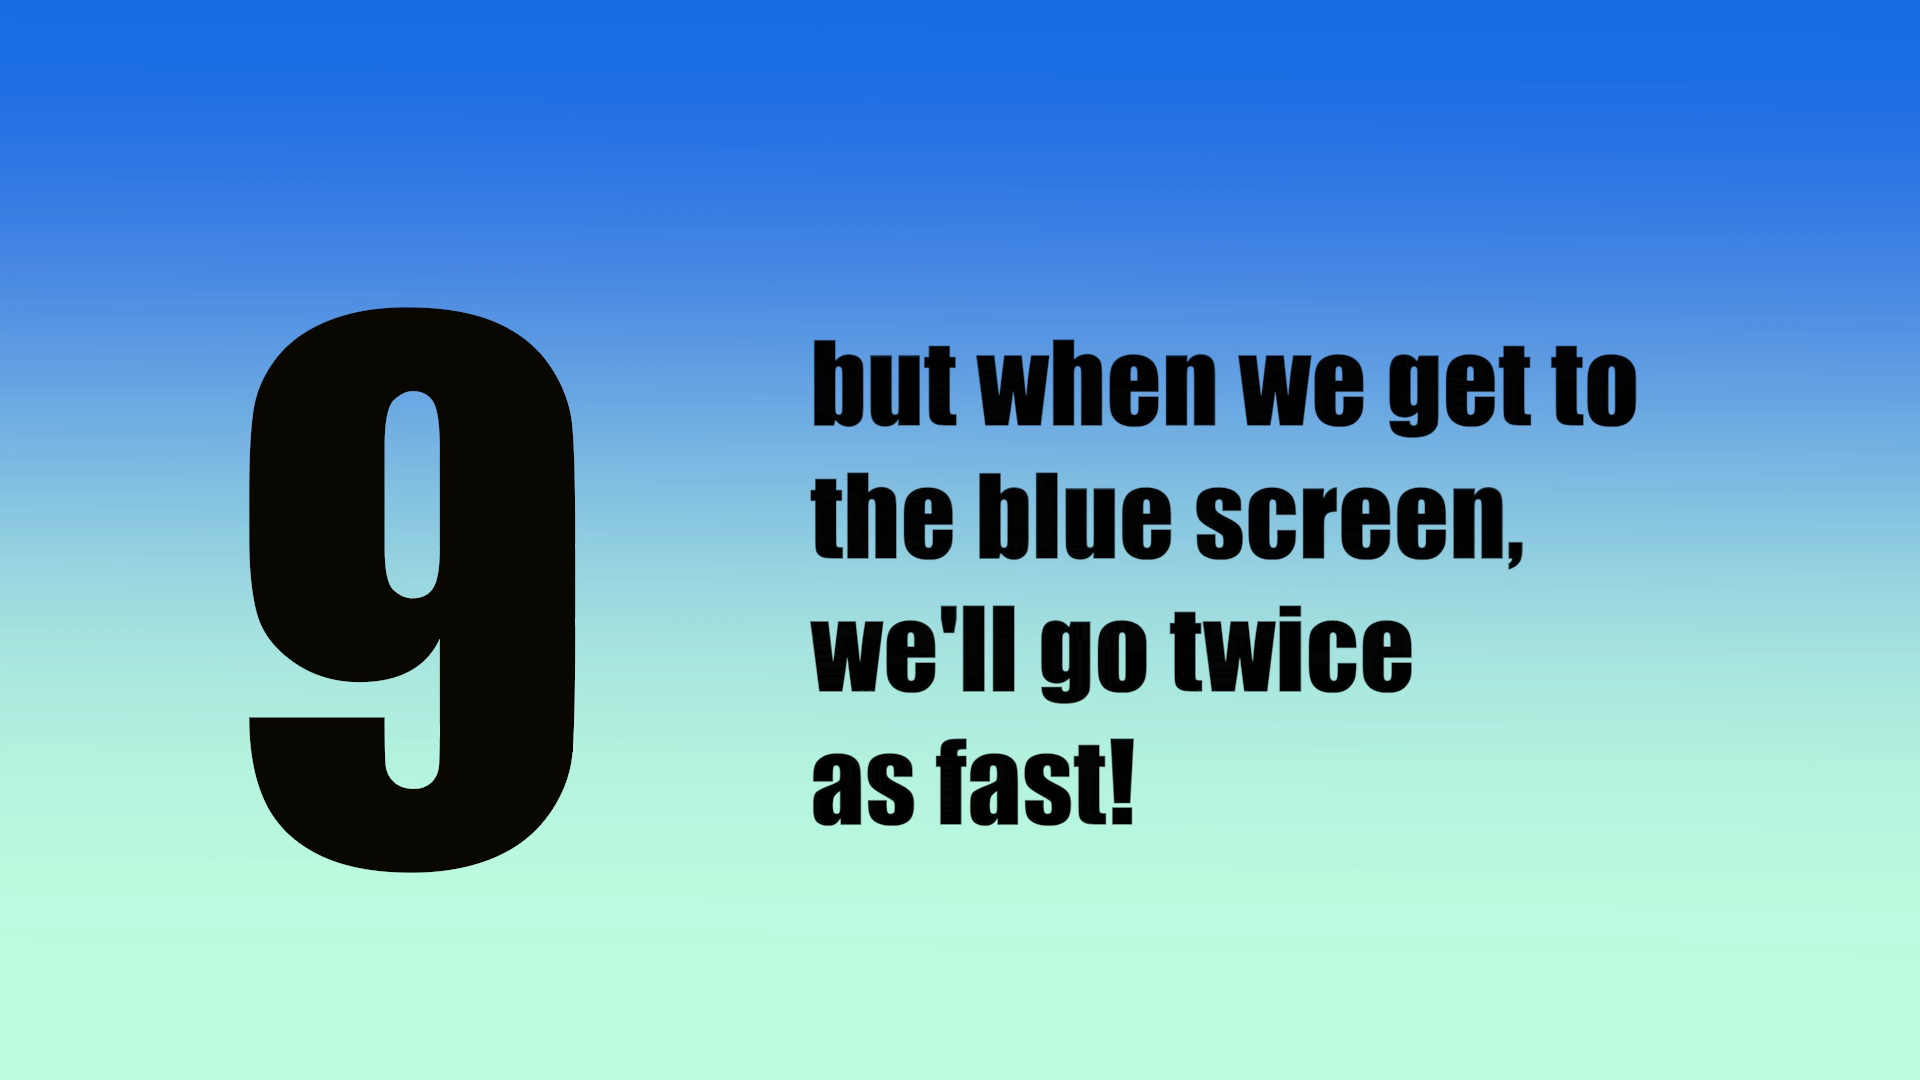 9
but when we get to
the blue screen,
we'll go twice
as fast!